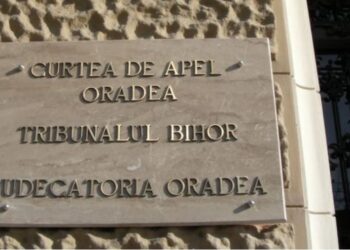 CURTEA DE APEL
ORADEA
TRIBUNALUL BIHOR
UDECATORIA ORADEA